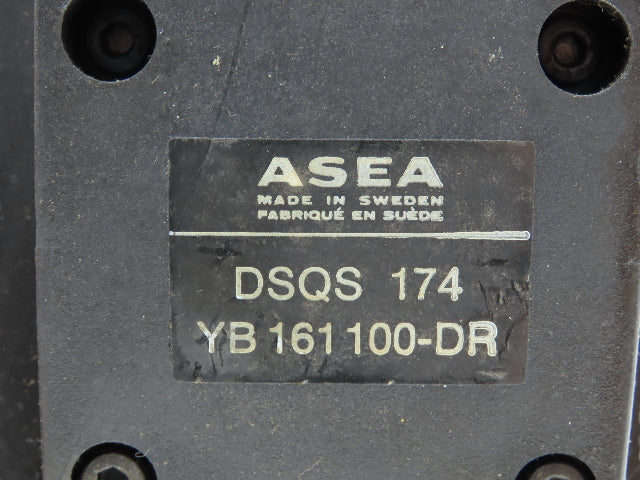 ASEA
MADE IN SWEDEN
FABRIQUÉ EN SUÈDE
DSQS 174
YB 161 100-DR